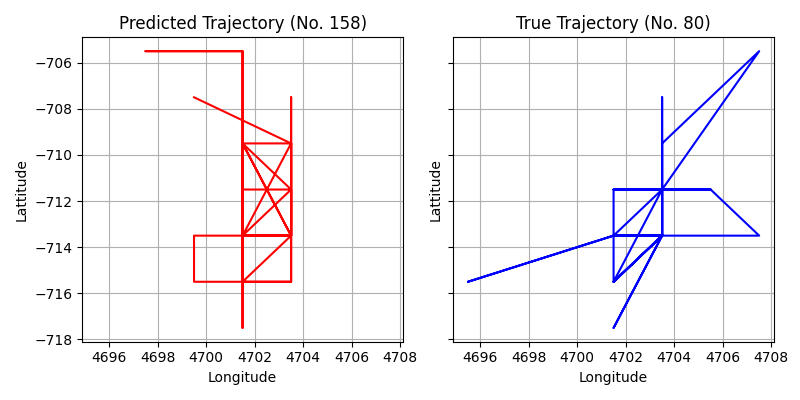 Predicted Trajectory (No. 158)
True Trajectory (No. 80)
Lattitude
−706
−708
−710
−712
−714
−716
−718
4696 4698 4700 4702 4704 4706 4708
Longitude
Lattitude
4696 4698 4700 4702 4704 4706 4708
Longitude